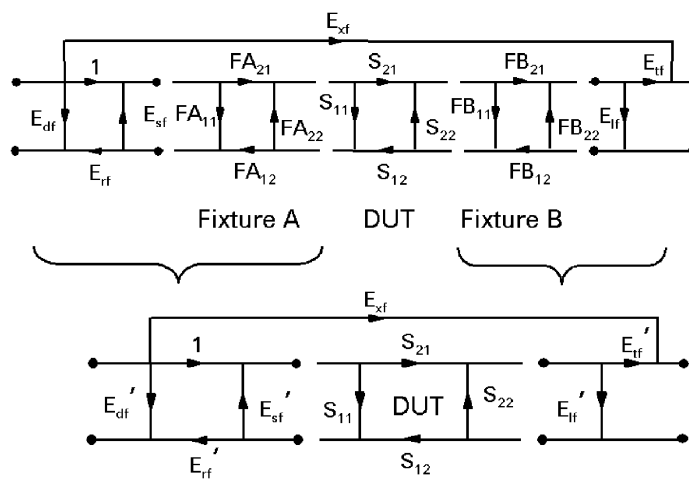 E_xf
1 FA_21 S_21 FB_21 E_tf
E_df E_sf FA_11 FA_22 S_11 S_22 FB_11 FB_22 E_lf
E_rf FA_12 S_12 FB_12
Fixture A DUT Fixture B
E_xf
1 S_21 E_tf'
E_df' E_sf' S_11 DUT S_22 E_lf'
E_rf' S_12